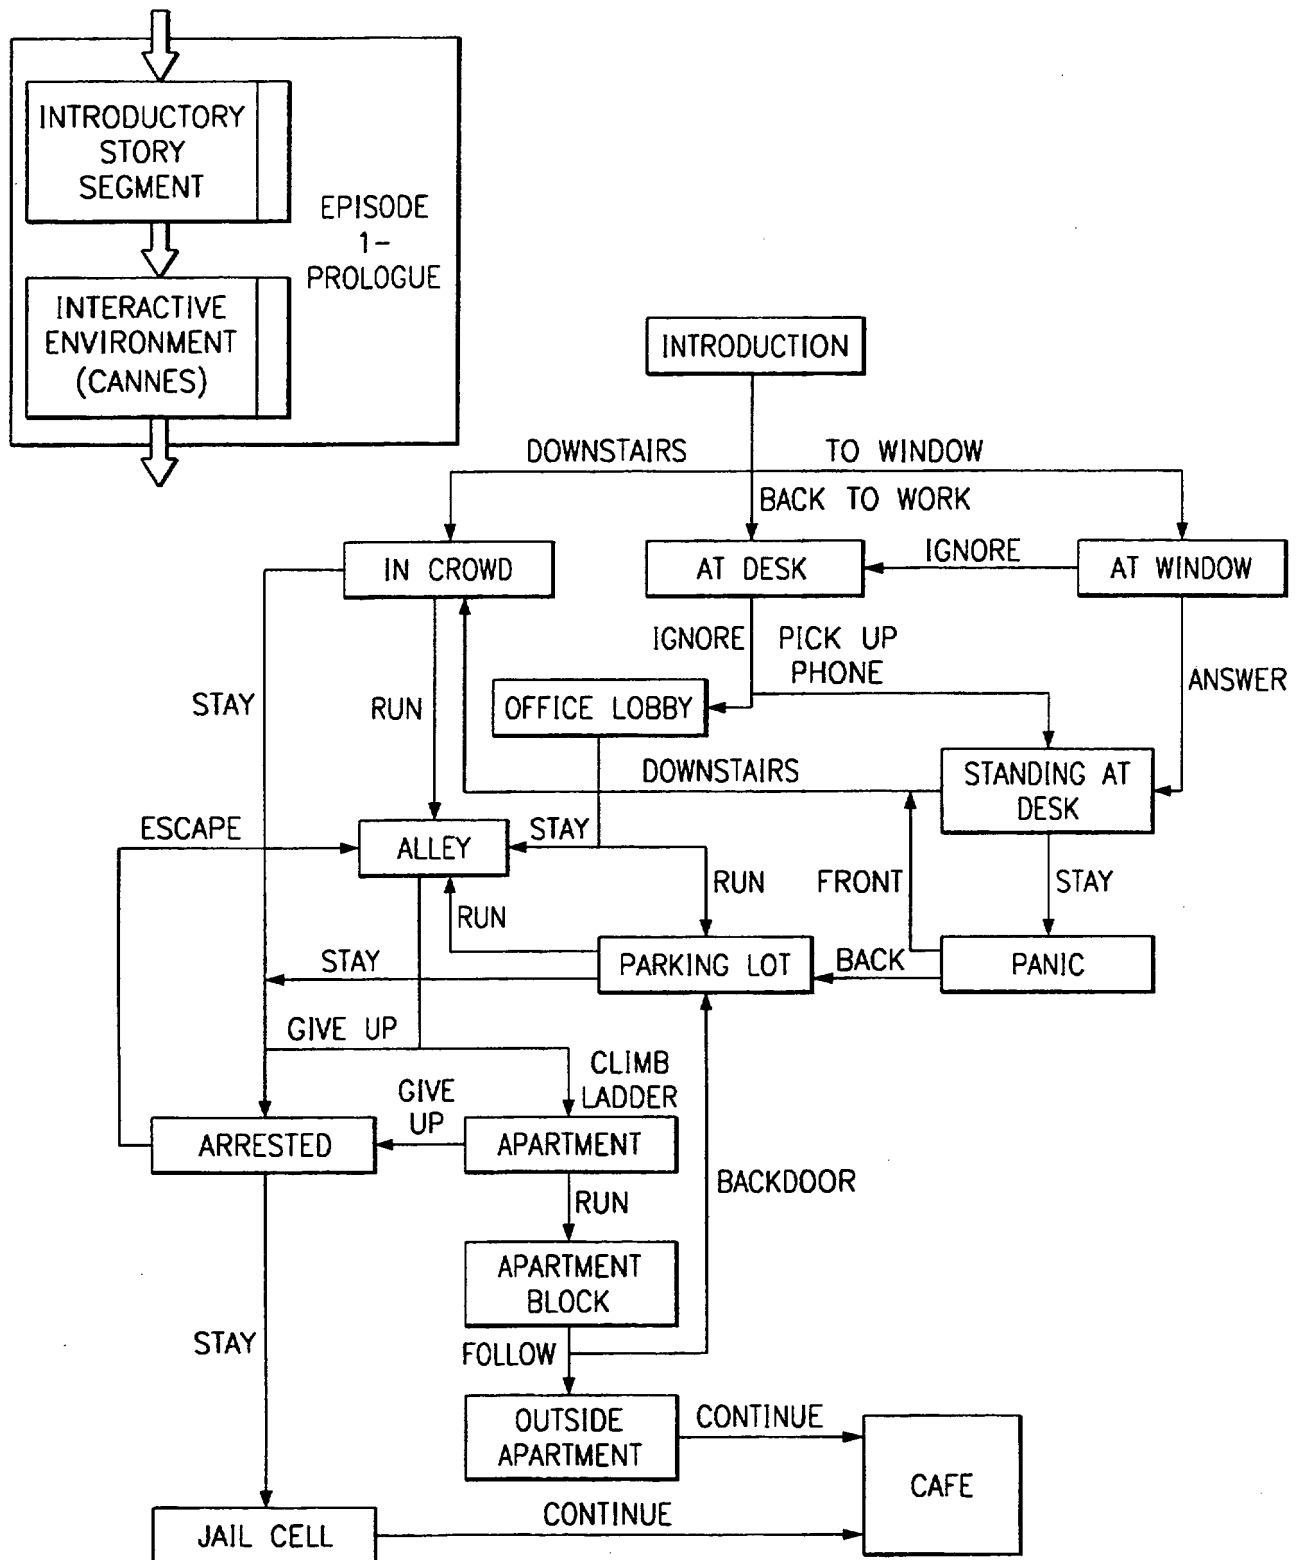 INTRODUCTORY
STORY
SEGMENT
EPISODE
1-
PROLOGUE
INTERACTIVE
ENVIRONMENT
(CANNES)
INTRODUCTION
DOWNSTAIRS
TO WINDOW
BACK TO WORK
IN CROWD
AT DESK
IGNORE
AT WINDOW
IGNORE
PICK UP
PHONE
ANSWER
STAY
RUN
OFFICE LOBBY
DOWNSTAIRS
STANDING AT
DESK
ESCAPE
ALLEY
STAY
RUN
FRONT
STAY
RUN
STAY
PARKING LOT
BACK
PANIC
GIVE UP
CLIMB
LADDER
GIVE
UP
ARRESTED
APARTMENT
BACKDOOR
RUN
APARTMENT
BLOCK
STAY
FOLLOW
OUTSIDE
APARTMENT
CONTINUE
CAFE
JAIL CELL
CONTINUE